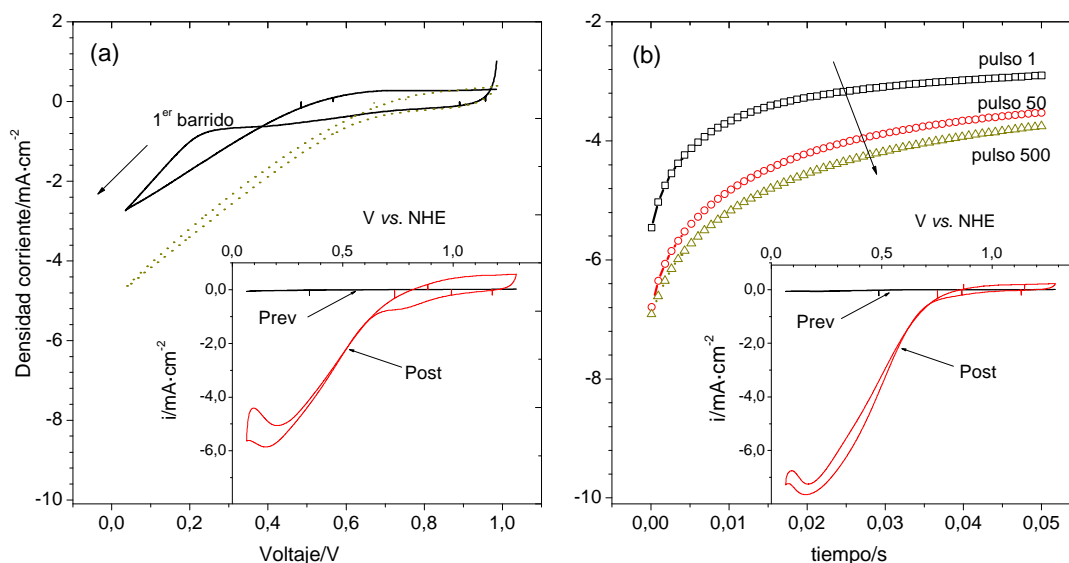 (a)
1er barrido
Densidad corriente/mA·cm-2
2
0
-2
-4
-6
-8
-10
0,0 0,2 0,4 0,6 0,8 1,0
Voltaje/V
V vs. NHE
0,0 0,5 1,0
0,0
-2,0
-4,0
-6,0
i/mA·cm-2
Prev
Post
(b)
pulso 1
pulso 50
pulso 500
-2
-4
-6
-8
-10
0,00 0,01 0,02 0,03 0,04 0,05
tiempo/s
V vs. NHE
0,0 0,5 1,0
0,0
-2,0
-4,0
-6,0
i/mA·cm-2
Prev
Post